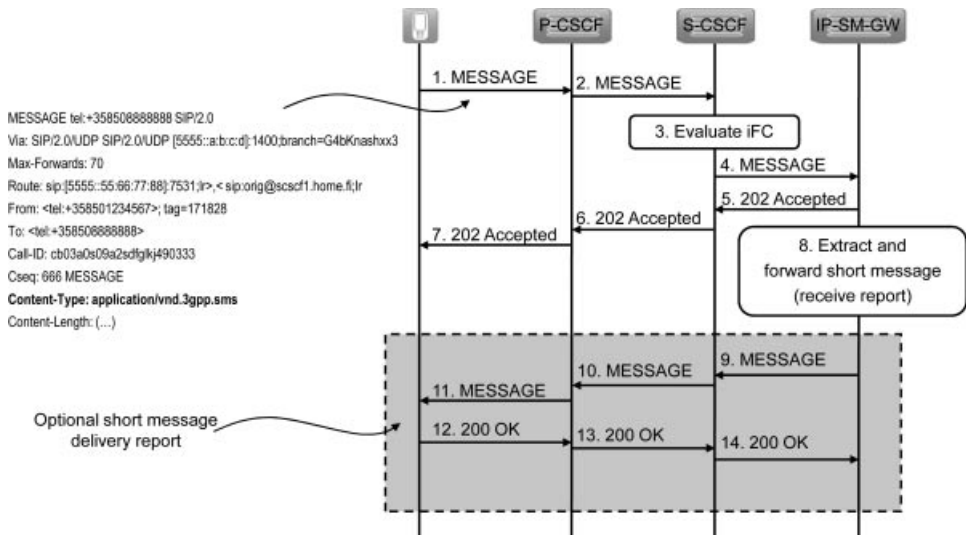 P-CSCF
S-CSCF
IP-SM-GW
1. MESSAGE
2. MESSAGE
MESSAGE tel:+358508888888 SIP/2.0
Via: SIP/2.0/UDP SIP/2.0/UDP [5555::a:b:c:d]:1400;branch=G4bKnashxx3
Max-Forwards: 70
Route: sip:[5555::55:66:77:88]:7531;lr>,< sip:orig@scscf1.home.fi;lr
From: <tel:+358501234567>; tag=171828
To: <tel:+358508888888>
Call-ID: cb03a0s09a2sdfglkj490333
Cseq: 666 MESSAGE
Content-Type: application/vnd.3gpp.sms
Content-Length: (…)
3. Evaluate iFC
4. MESSAGE
5. 202 Accepted
6. 202 Accepted
7. 202 Accepted
8. Extract and
forward short message
(receive report)
9. MESSAGE
10. MESSAGE
11. MESSAGE
Optional short message
delivery report
12. 200 OK
13. 200 OK
14. 200 OK